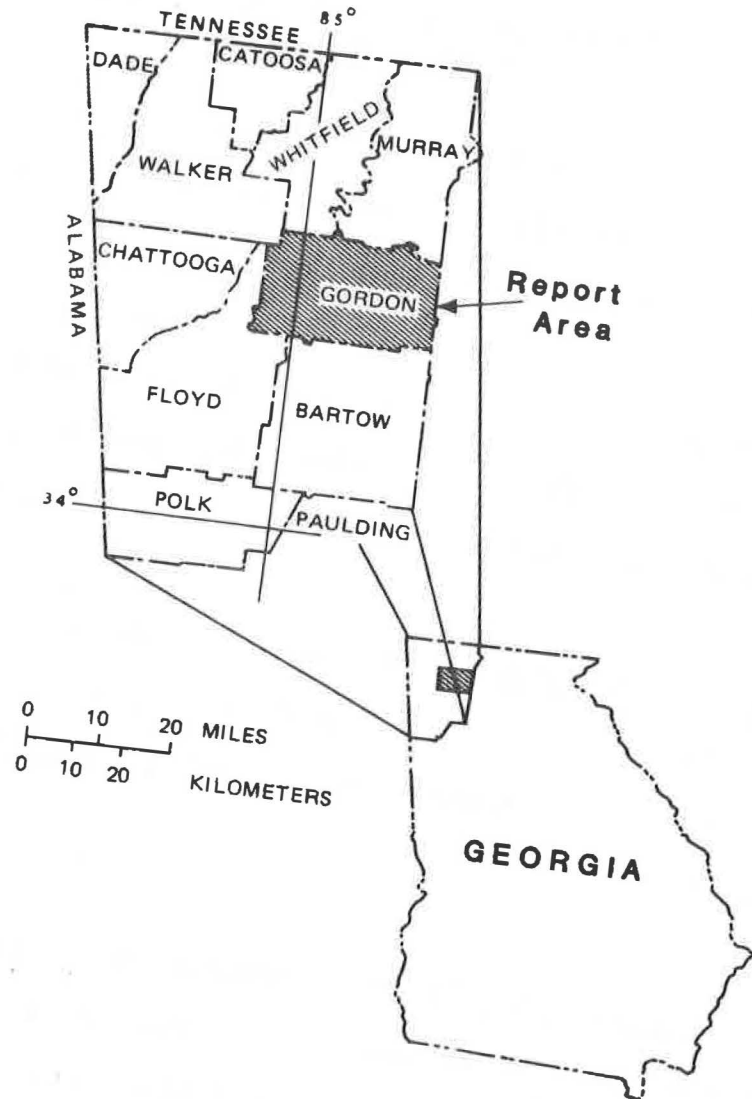 85°
TENNESSEE
DADE
CATOOSA
WHITFIELD
MURRAY
WALKER
ALABAMA
CHATTOOGA
GORDON
Report
Area
FLOYD
BARTOW
34°
POLK
PAULDING
0 10 20 MILES
0 10 20 KILOMETERS
GEORGIA